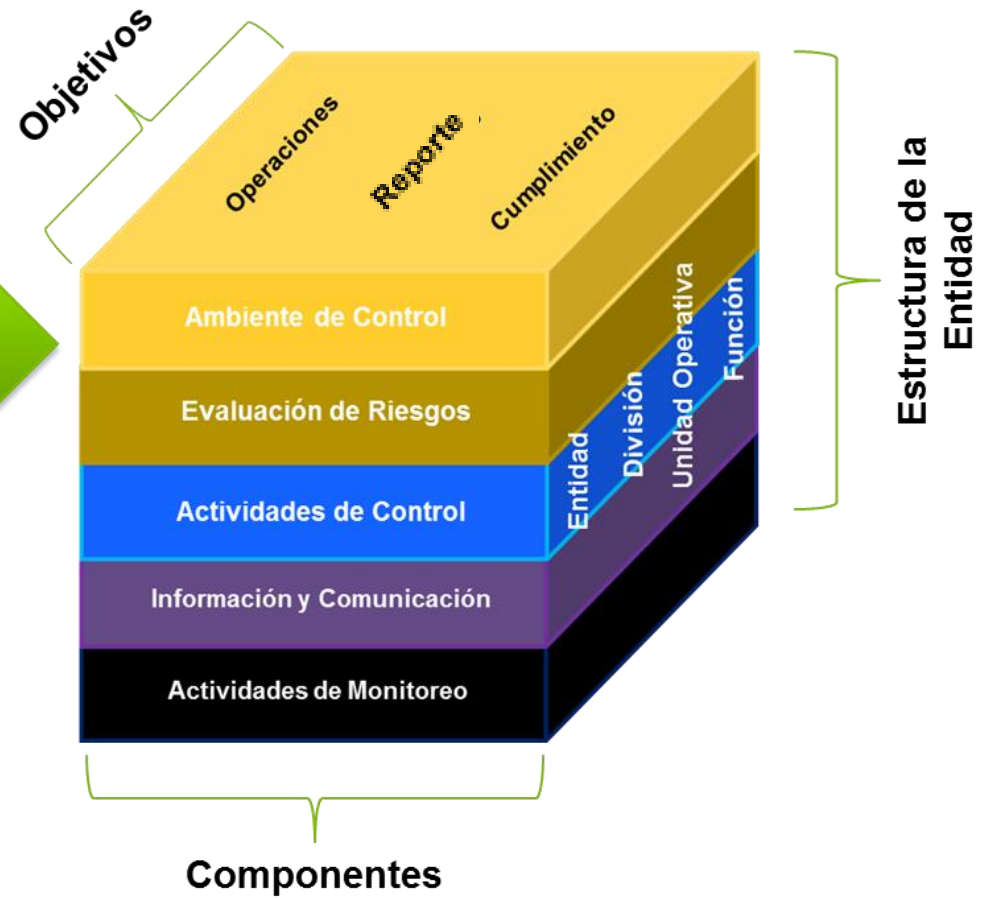 Objetivos
Operaciones
Reporte
Cumplimiento
Ambiente de Control
Evaluación de Riesgos
Actividades de Control
Información y Comunicación
Actividades de Monitoreo
Entidad
División
Unidad Operativa
Función
Estructura de la
Entidad
Componentes